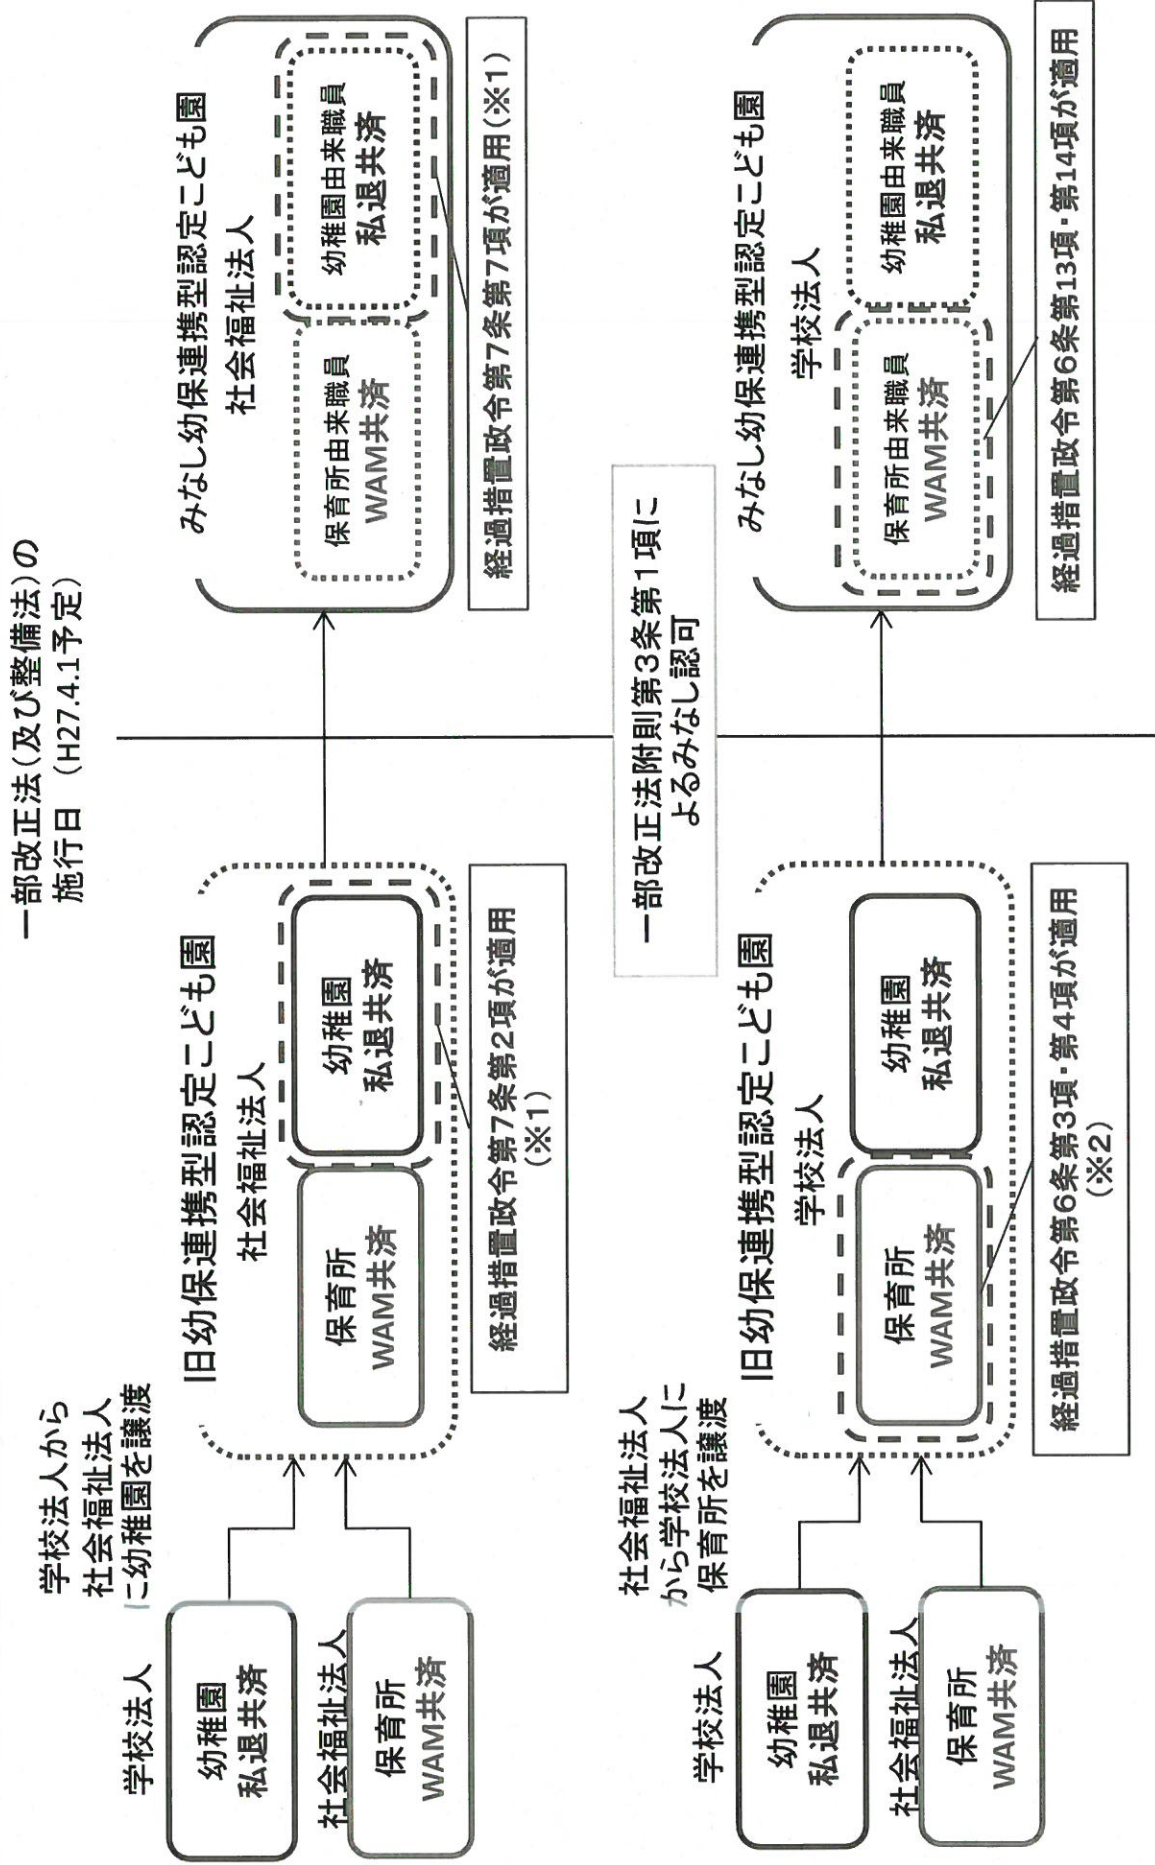 一部改正法(及び整備法)の
施行日 (H27.4.1予定)
学校法人から
社会福祉法人
に幼稚園を譲渡
学校法人
幼稚園
私退共済
社会福祉法人
保育所
WAM共済
旧幼保連携型認定こども園
社会福祉法人
保育所
WAM共済
幼稚園
私退共済
経過措置政令第7条第2項が適用
(※1)
みなし幼保連携型認定こども園
社会福祉法人
保育所由来職員
WAM共済
幼稚園由来職員
私退共済
経過措置政令第7条第7項が適用(※1)
一部改正法附則第3条第1項に
よるみなし認可
社会福祉法人
から学校法人に
保育所を譲渡
学校法人
幼稚園
私退共済
社会福祉法人
保育所
WAM共済
旧幼保連携型認定こども園
学校法人
保育所
WAM共済
幼稚園
私退共済
経過措置政令第6条第3項・第4項が適用
(※2)
みなし幼保連携型認定こども園
学校法人
保育所由来職員
WAM共済
幼稚園由来職員
私退共済
経過措置政令第6条第13項・第14項が適用